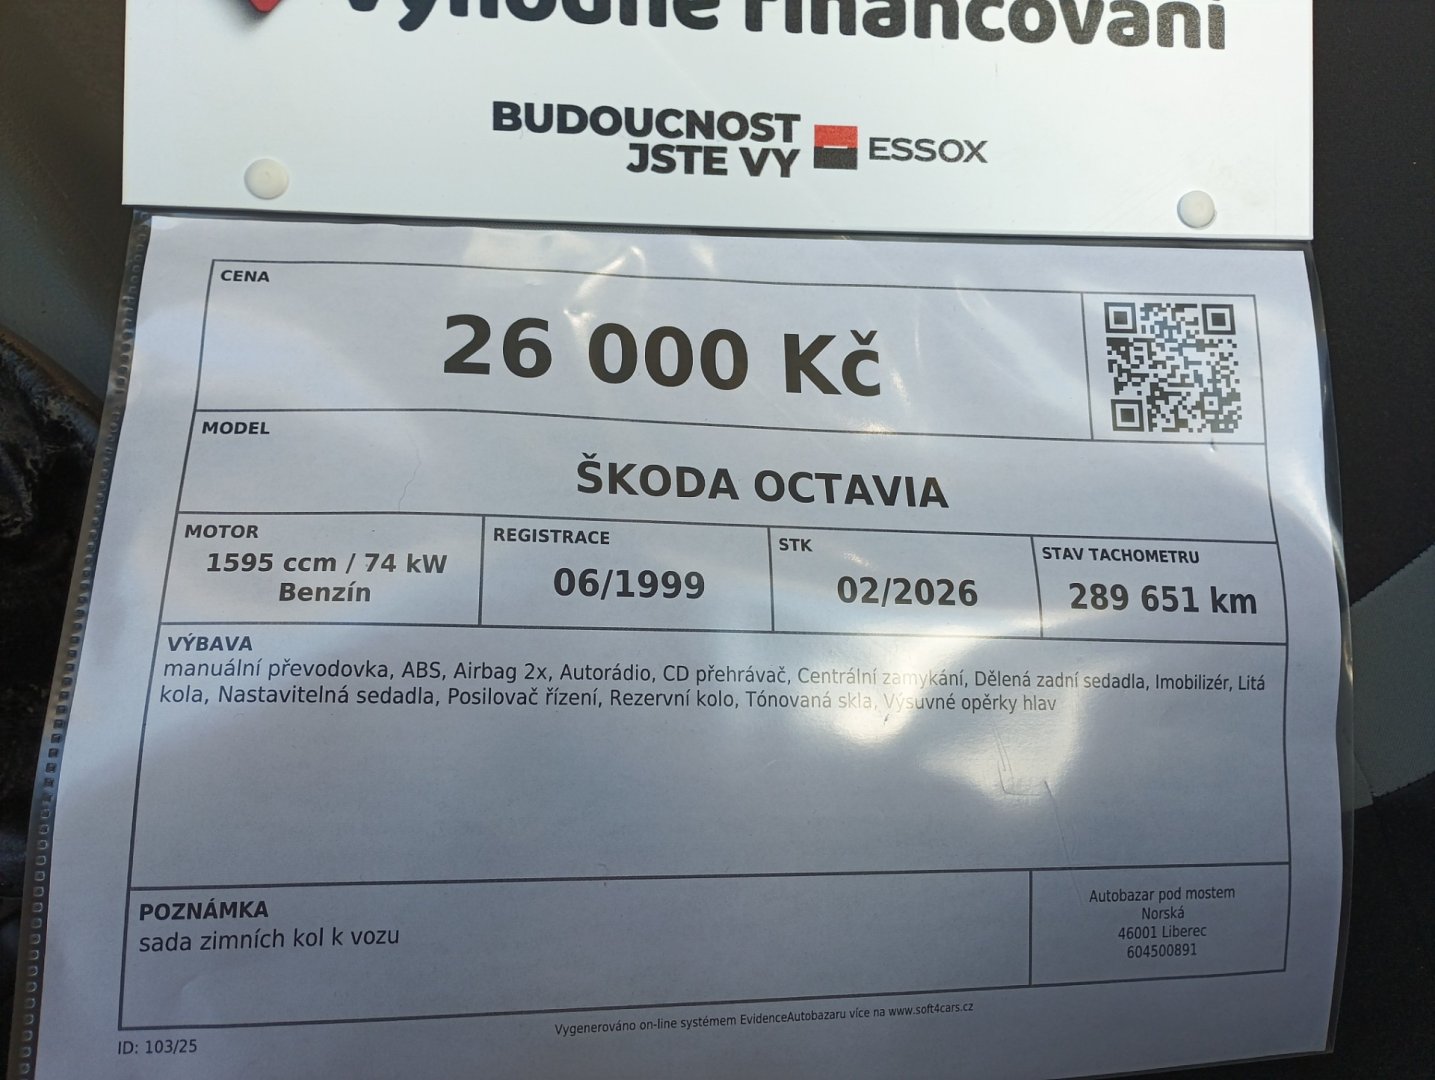 Výhodné financování
BUDOUCNOST
JSTE VY
ESSOX
CENA
26 000 Kč
MODEL
ŠKODA OCTAVIA
MOTOR
1595 ccm / 74 kW
Benzín
REGISTRACE
06/1999
STK
02/2026
STAV TACHOMETRU
289 651 km
VÝBAVA
manuální převodovka, ABS, Airbag 2x, Autorádio, CD přehrávač, Centrální zamykání, Dělená zadní sedadla, Imobilizér, Litá
kola, Nastavitelná sedadla, Posilovač řízení, Rezervní kolo, Tónovaná skla, Výsuvné opěrky hlav
POZNÁMKA
sada zimních kol k vozu
Autobazar pod mostem
Norská
46001 Liberec
604500891
Vygenerováno on-line systémem EvidenceAutobazaru více na www.soft4cars.cz
ID: 103/25